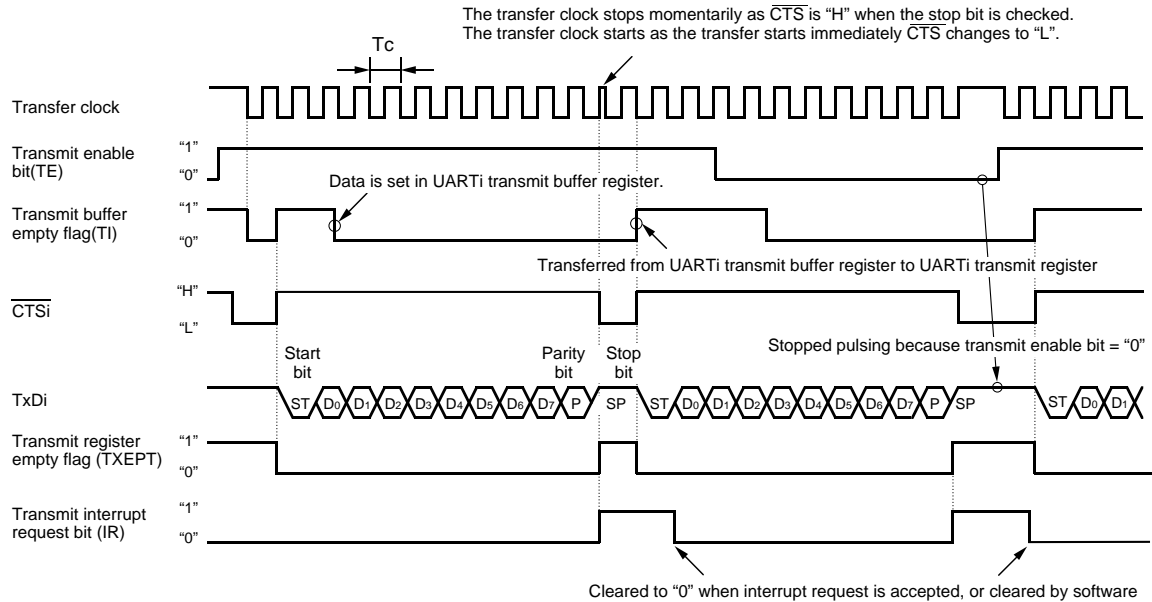 The transfer clock stops momentarily as CTS is “H” when the stop bit is checked.
The transfer clock starts as the transfer starts immediately CTS changes to “L”.
Tc
Transfer clock
Transmit enable
bit(TE)
“1”
“0”
Data is set in UARTi transmit buffer register.
Transmit buffer
empty flag(TI)
“1”
“0”
Transferred from UARTi transmit buffer register to UARTi transmit register
CTSi
“H”
“L”
Stopped pulsing because transmit enable bit = “0”
Start
bit
Parity
bit
Stop
bit
TxDi
ST D0 D1 D2 D3 D4 D5 D6 D7 P SP ST D0 D1 D2 D3 D4 D5 D6 D7 P SP ST D0 D1
Transmit register
empty flag (TXEPT)
“1”
“0”
Transmit interrupt
request bit (IR)
“1”
“0”
Cleared to “0” when interrupt request is accepted, or cleared by software